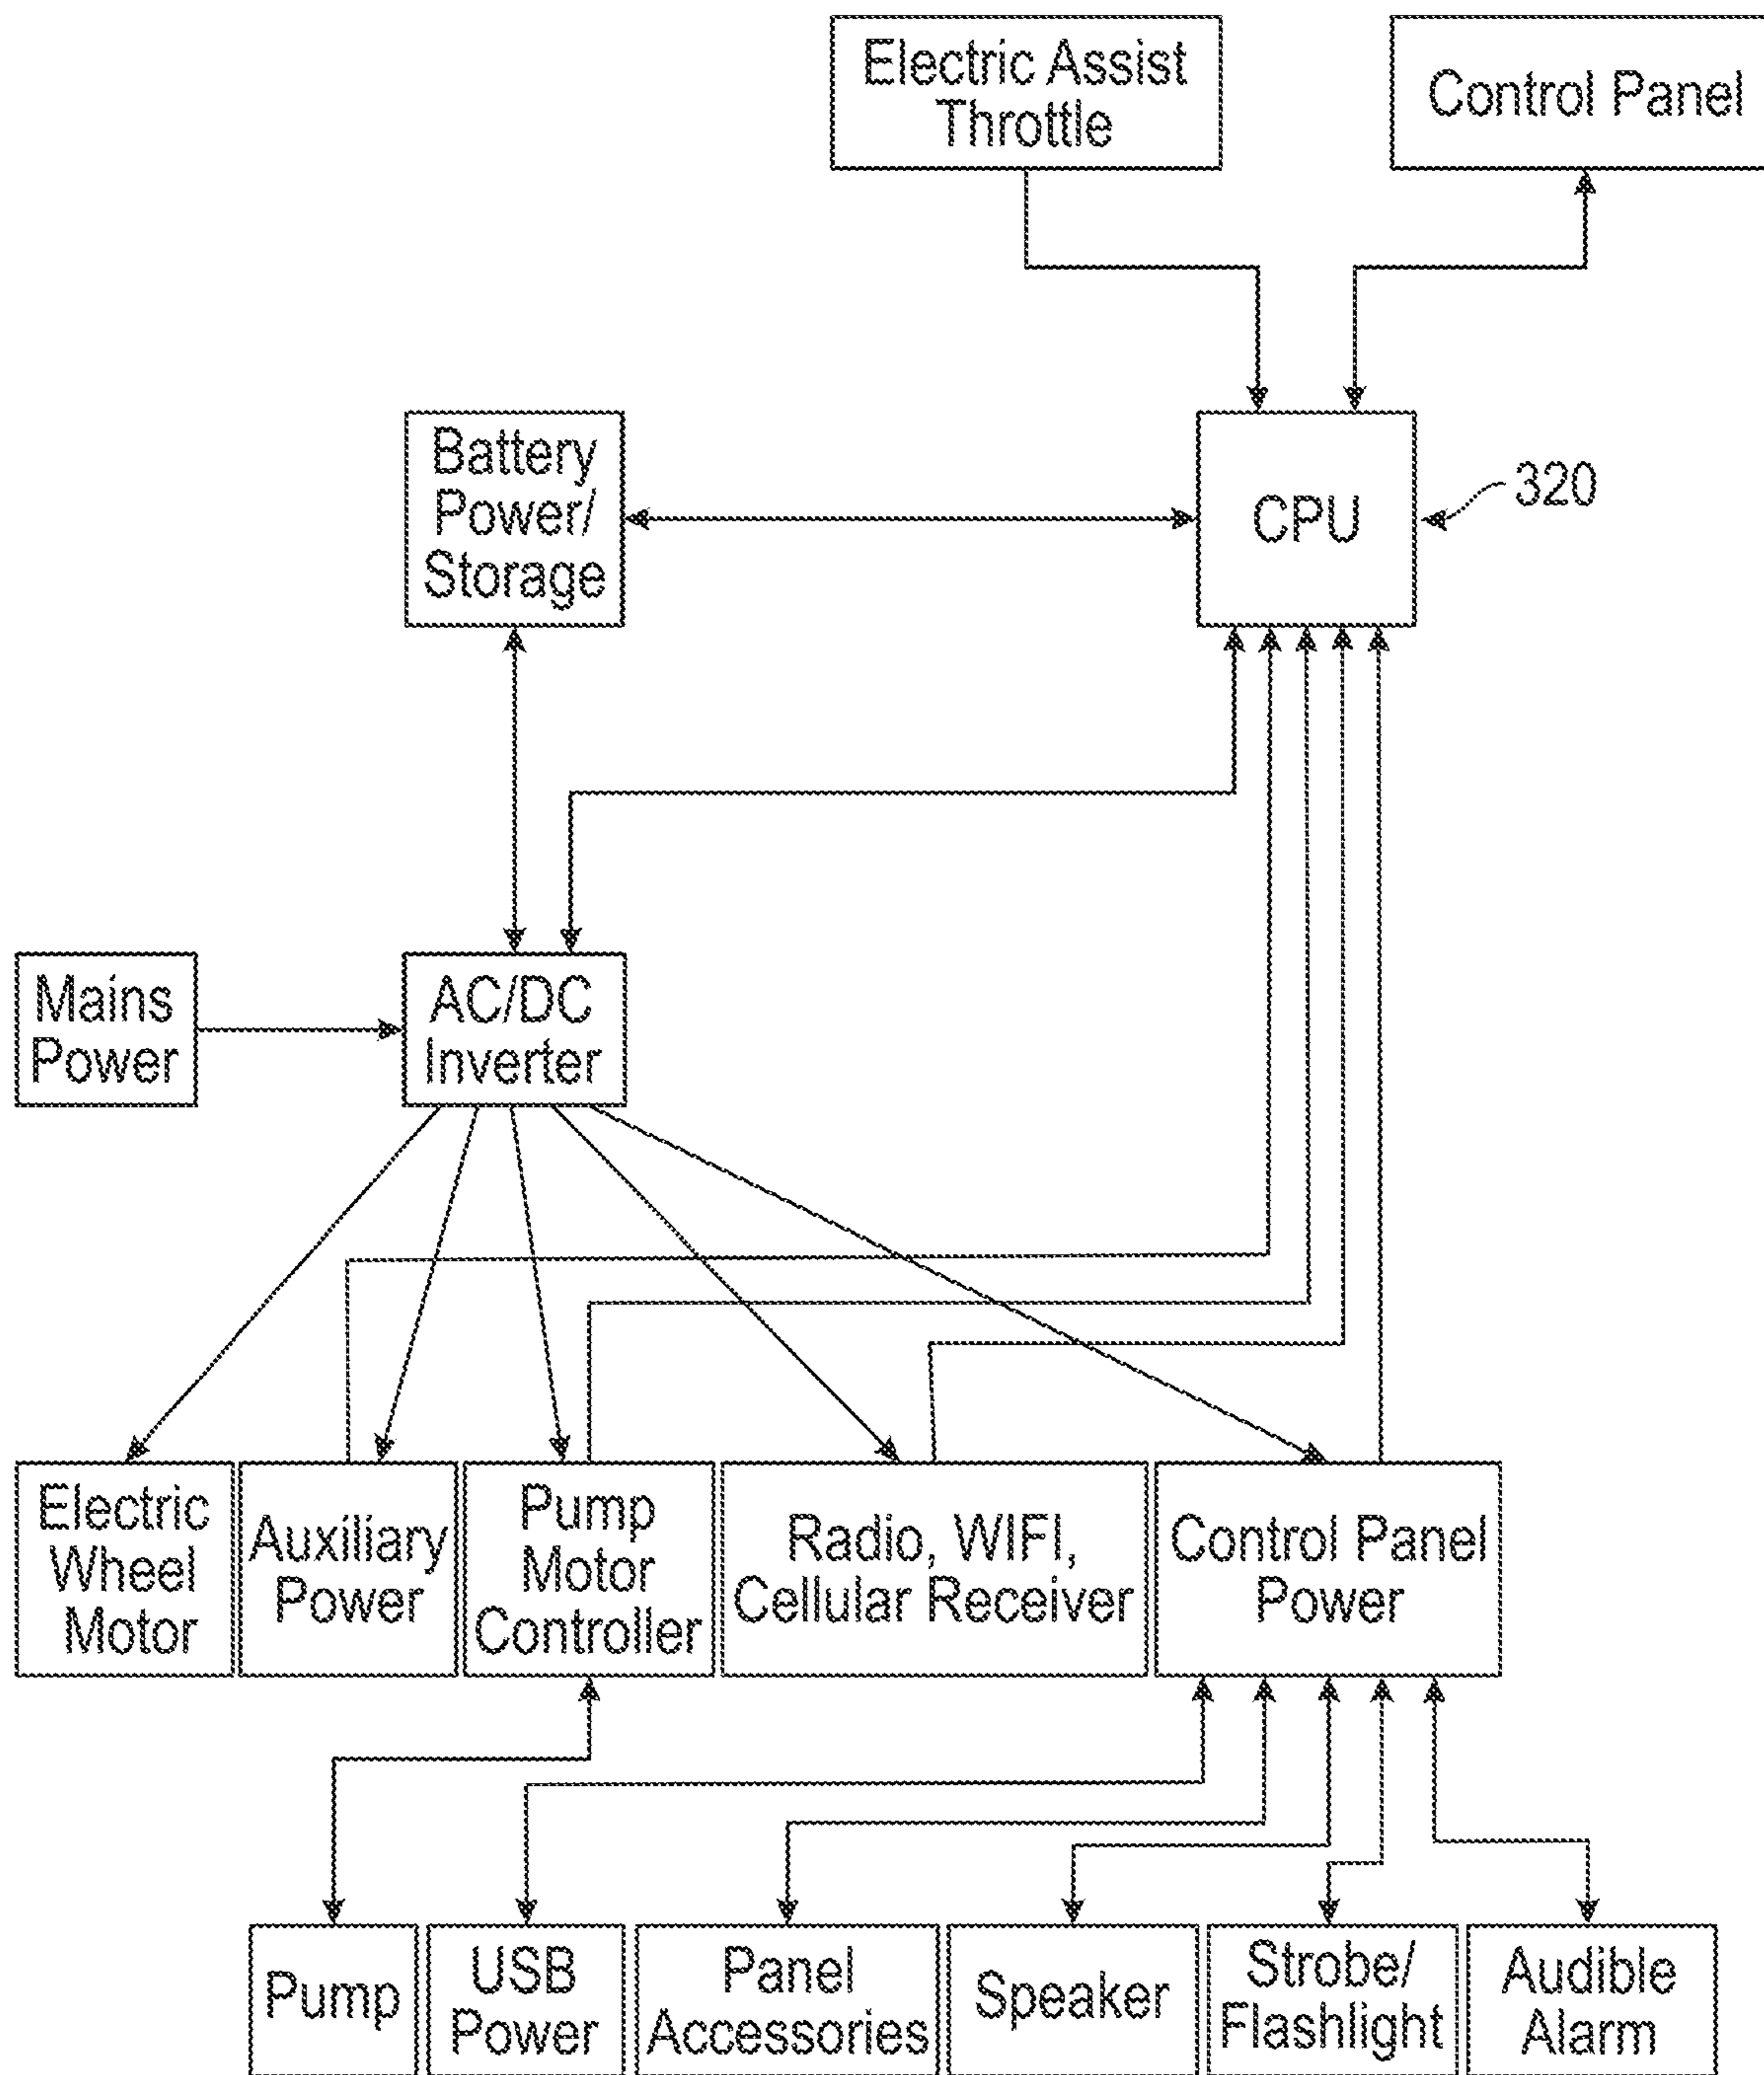 Electric Assist
Throttle
Control Panel
Battery
Power/
Storage
CPU
320
Mains
Power
AC/DC
Inverter
Electric
Wheel
Motor
Auxiliary
Power
Pump
Motor
Controller
Radio, WIFI,
Cellular Receiver
Control Panel
Power
Pump
USB
Power
Panel
Accessories
Speaker
Strobe/
Flashlight
Audible
Alarm